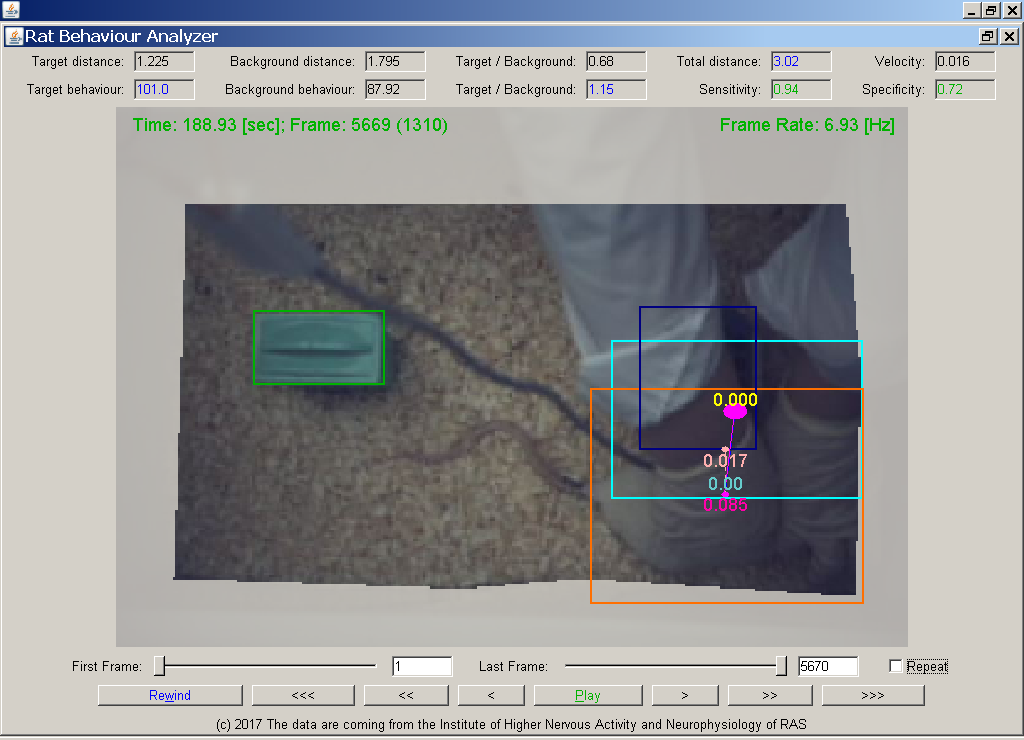 Rat Behaviour Analyzer
Target distance: 1.225 Background distance: 1.795 Target / Background: 0.68 Total distance: 3.02 Velocity: 0.016
Target behaviour: 101.0 Background behaviour: 87.92 Target / Background: 1.15 Sensitivity: 0.94 Specificity: 0.72
Time: 188.93 [sec]; Frame: 5669 (1310) Frame Rate: 6.93 [Hz]
0.000
0.017
0.00
0.085
First Frame: 1 Last Frame: 5670 Repeat
Rewind <<< << < Play > >> >>>
(c) 2017 The data are coming from the Institute of Higher Nervous Activity and Neurophysiology of RAS